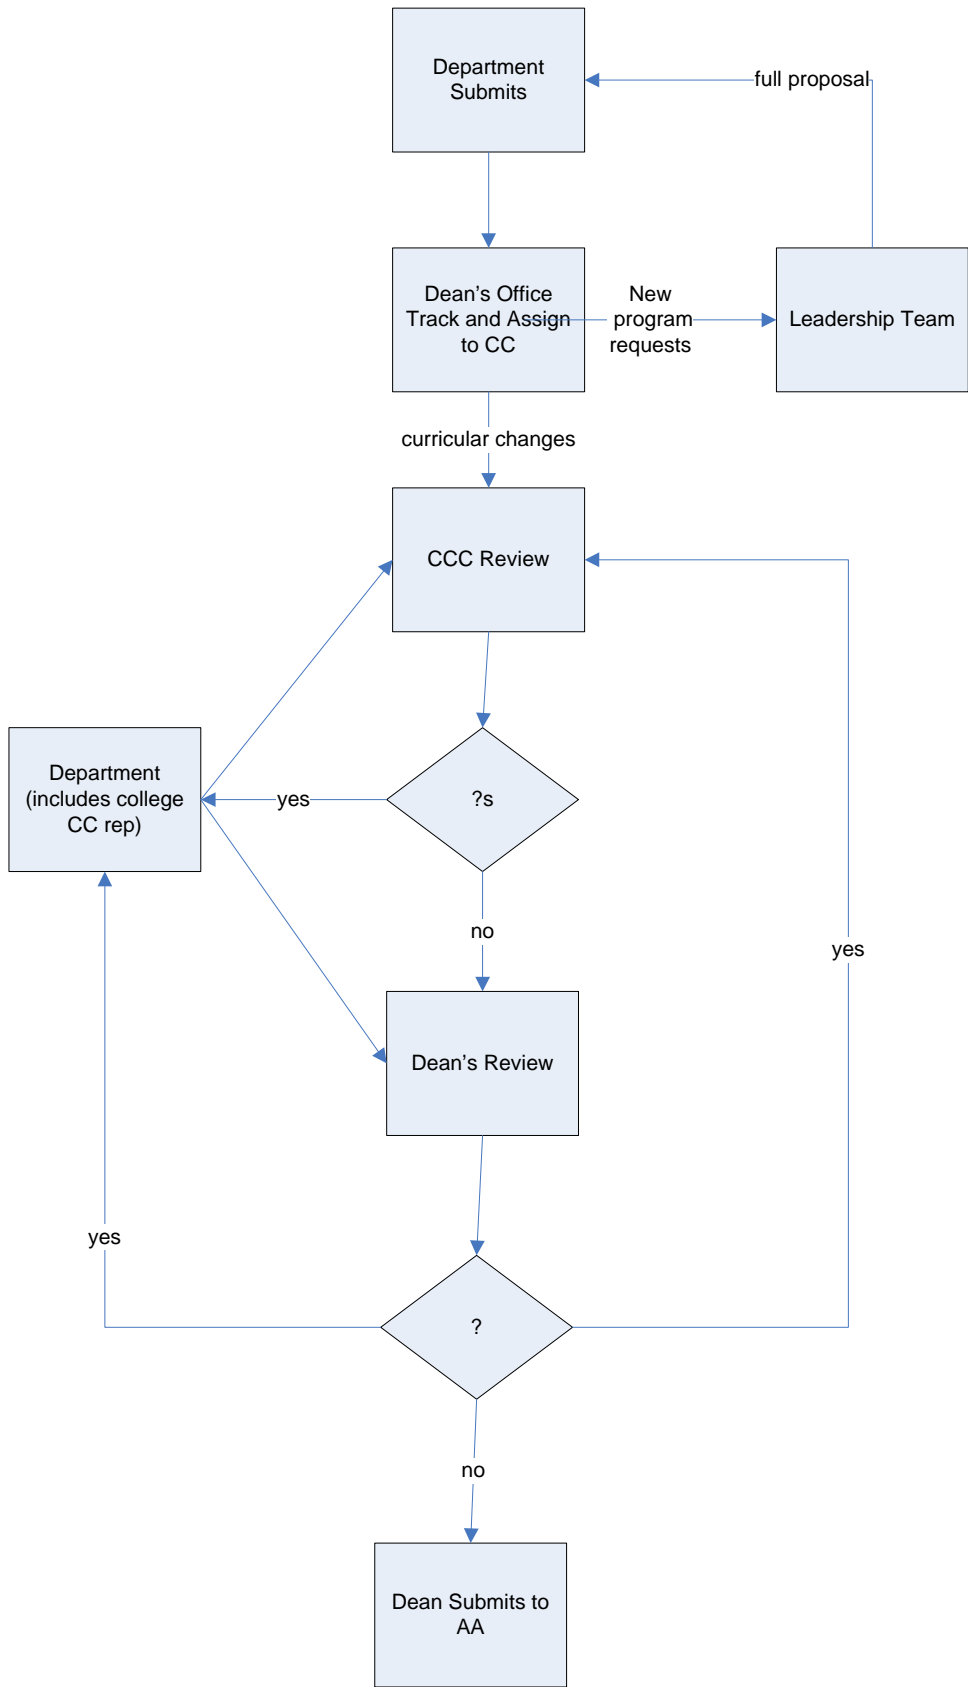 Department
Submits
full proposal
Dean's Office
Track and Assign
to CC
New
program
requests
Leadership Team
curricular changes
CCC Review
Department
(includes college
CC rep)
yes
?s
no
yes
Dean's Review
yes
?
no
Dean Submits to
AA